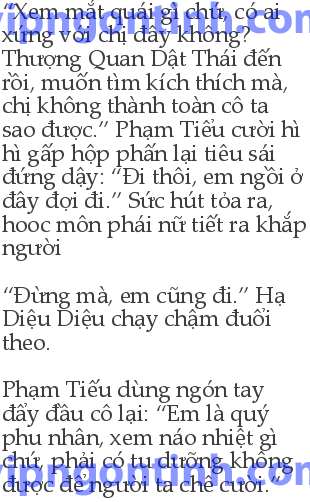 “Xem mắt quái gì chứ, có ai
xứng với chị đây không?
Thượng Quan Dật Thái đến
rồi, muốn tìm kích thích mà,
chị không thành toàn cô ta
sao được.” Phạm Tiểu cười hì
hì gấp hộp phấn lại tiêu sái
đứng dậy: “Đi thôi, em ngồi ở
đây đợi đi.” Sức hút tỏa ra,
hooc môn phái nữ tiết ra khắp
người
“Đừng mà, em cũng đi.” Hạ
Diệu Diệu chạy chậm đuổi
theo.
Phạm Tiếu dùng ngón tay
đẩy đầu cô lại: “Em là quý
phu nhân, xem náo nhiệt gì
chứ, phải có tu dưỡng không
được để người ta chê cười.”
vipngontinh.com
vipngontinh.com